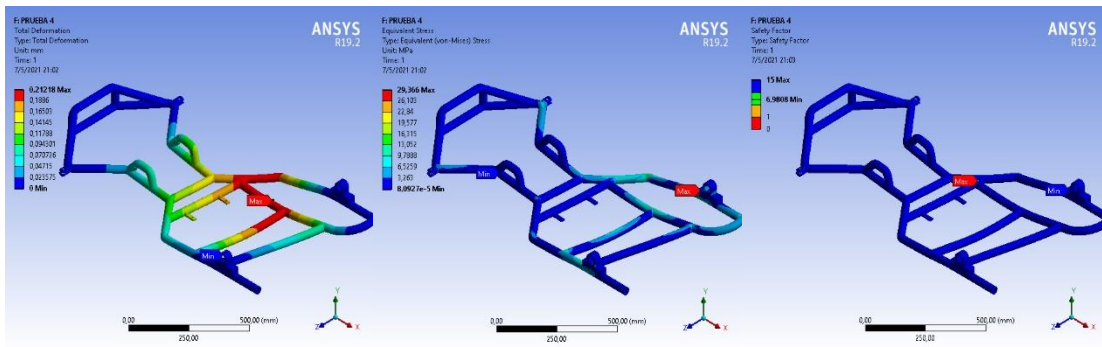 F: PRUEBA 4
Total Deformation
Type: Total Deformation
Unit: mm
Time: 1
7/5/2021 21:02
0,21218 Max
0,1886
0,16503
0,14145
0,11788
0,094301
0,070726
0,04715
0,023575
0 Min
ANSYS
R19.2
Max
Min
0,00
500,00 (mm)
250,00
Y
Z
X
F: PRUEBA 4
Equivalent Stress
Type: Equivalent (von-Mises) Stress
Unit: MPa
Time: 1
7/5/2021 21:02
29,366 Max
26,103
22,84
19,577
16,315
13,052
9,7888
6,5259
3,263
8,0927e-5 Min
ANSYS
R19.2
Min
Max
0,00
500,00 (mm)
250,00
Y
Z
X
F: PRUEBA 4
Safety Factor
Type: Safety Factor
Time: 1
7/5/2021 21:03
15 Max
6,9808 Min
1
0
ANSYS
R19.2
Max
Min
0,00
500,00 (mm)
250,00
Y
Z
X